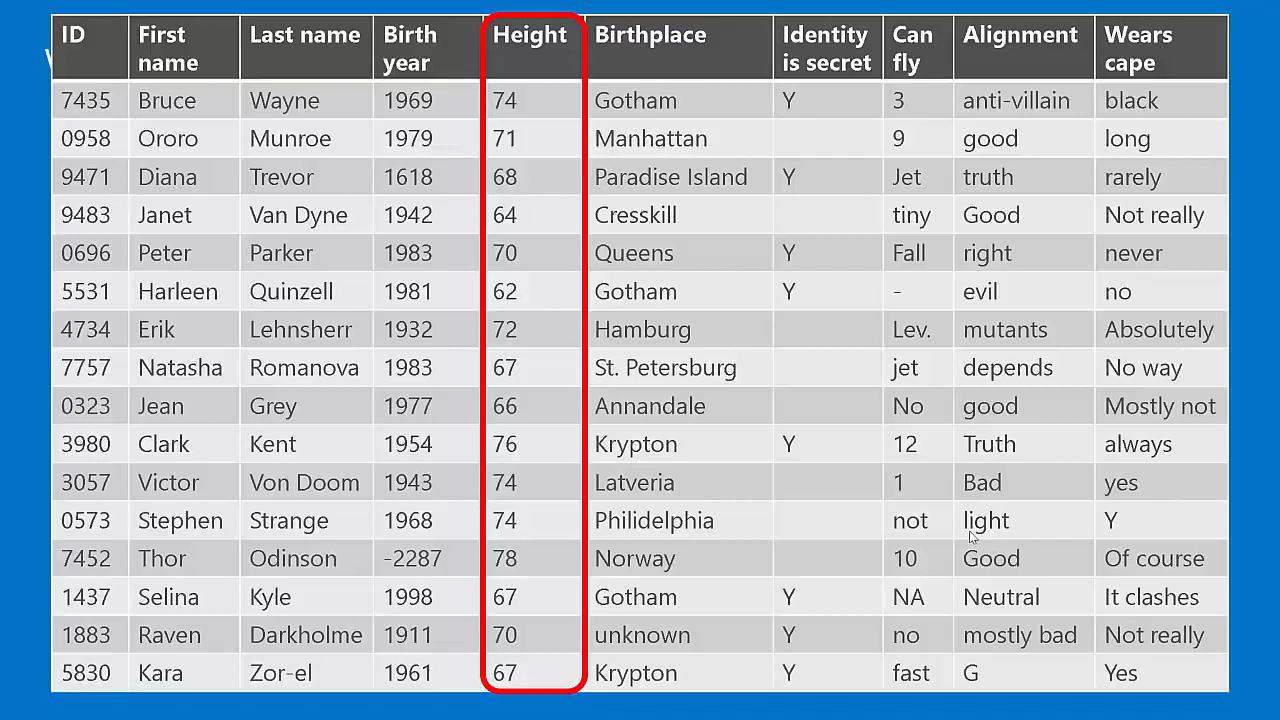 ID First name Last name Birth year Height Birthplace Identity is secret Can fly Alignment Wears cape
7435 Bruce Wayne 1969 74 Gotham Y 3 anti-villain black
0958 Ororo Munroe 1979 71 Manhattan 9 good long
9471 Diana Trevor 1618 68 Paradise Island Y Jet truth rarely
9483 Janet Van Dyne 1942 64 Cresskill tiny Good Not really
0696 Peter Parker 1983 70 Queens Y Fall right never
5531 Harleen Quinzell 1981 62 Gotham Y - evil no
4734 Erik Lehnsherr 1932 72 Hamburg Lev. mutants Absolutely
7757 Natasha Romanova 1983 67 St. Petersburg jet depends No way
0323 Jean Grey 1977 66 Annandale No good Mostly not
3980 Clark Kent 1954 76 Krypton Y 12 Truth always
3057 Victor Von Doom 1943 74 Latveria 1 Bad yes
0573 Stephen Strange 1968 74 Philidelphia not light Y
7452 Thor Odinson -2287 78 Norway 10 Good Of course
1437 Selina Kyle 1998 67 Gotham Y NA Neutral It clashes
1883 Raven Darkholme 1911 70 unknown Y no mostly bad Not really
5830 Kara Zor-el 1961 67 Krypton Y fast G Yes